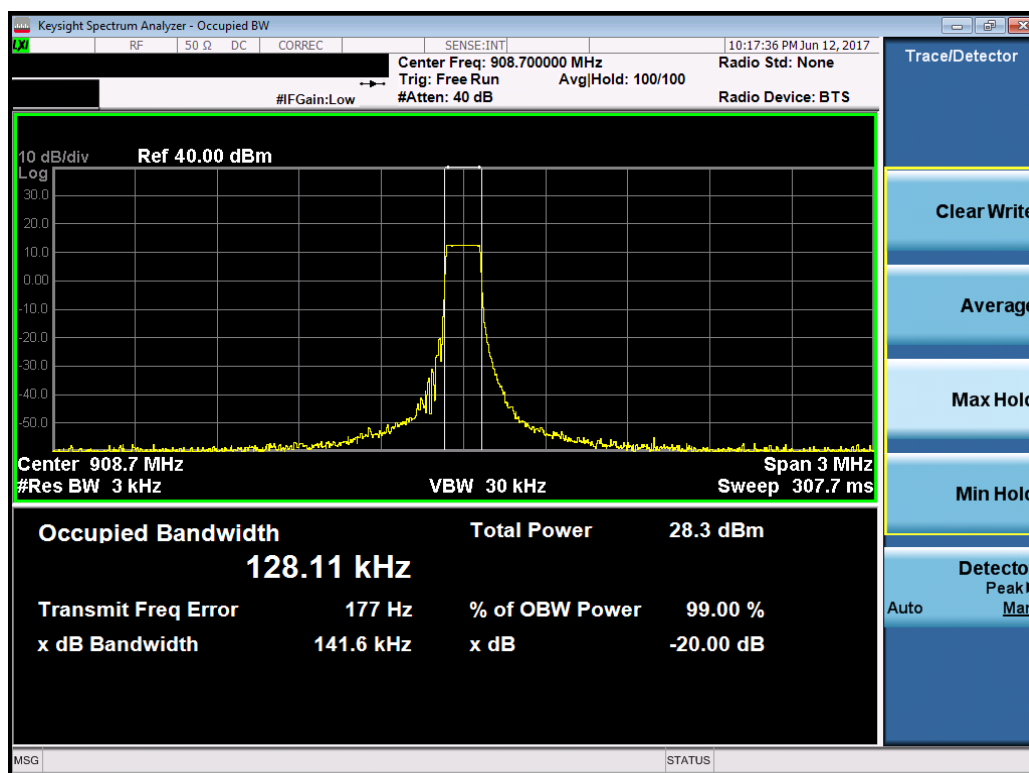 Keysight Spectrum Analyzer - Occupied BW
LXI RF 50 Ω DC CORREC SENSE:INT 10:17:36 PM Jun 12, 2017
Center Freq: 908.700000 MHz Radio Std: None
Trig: Free Run Avg|Hold: 100/100
#IFGain:Low #Atten: 40 dB Radio Device: BTS
10 dB/div Ref 40.00 dBm
Log
30.0
20.0
10.0
0.00
-10.0
-20.0
-30.0
-40.0
-50.0
Center 908.7 MHz Span 3 MHz
#Res BW 3 kHz VBW 30 kHz Sweep 307.7 ms
Occupied Bandwidth Total Power 28.3 dBm
128.11 kHz
Transmit Freq Error 177 Hz % of OBW Power 99.00 %
x dB Bandwidth 141.6 kHz x dB -20.00 dB
MSG STATUS
Trace/Detector
Clear Write
Average
Max Hold
Min Hold
Detector
Peak
Auto Man